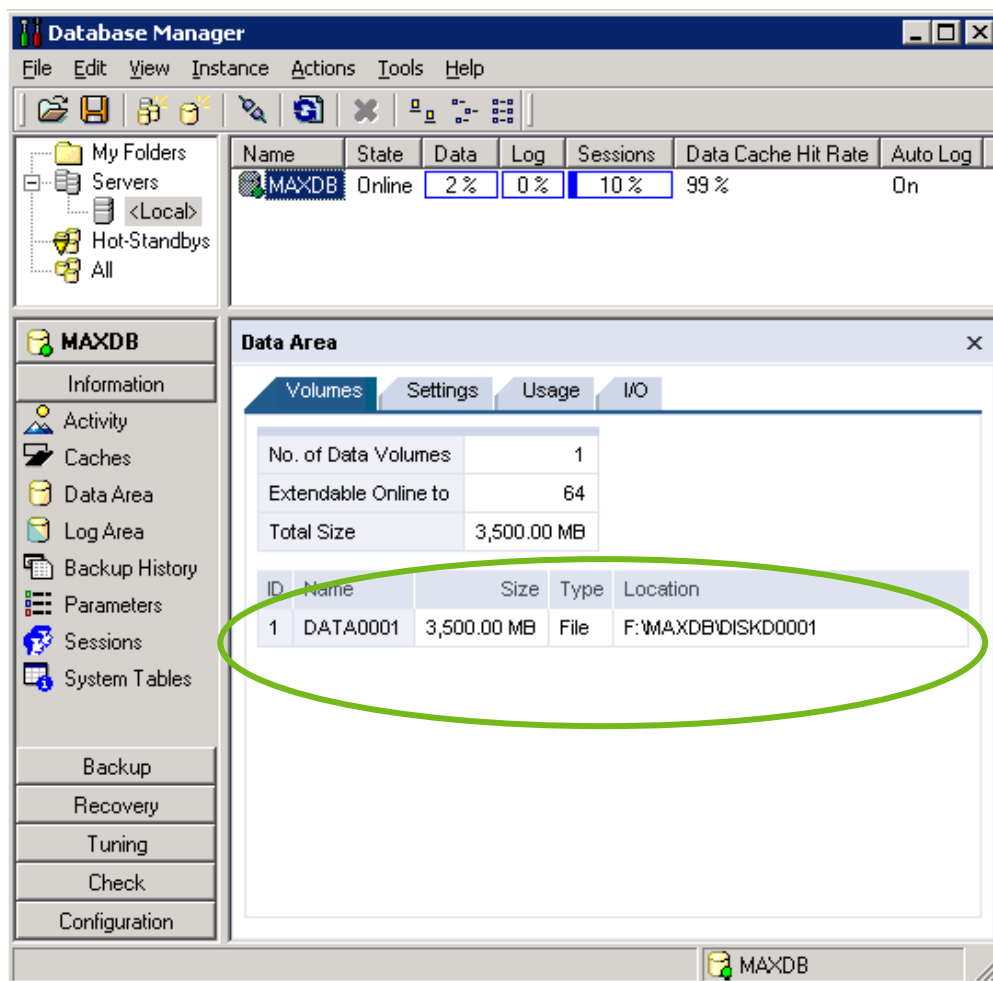 Database Manager
File Edit View Instance Actions Tools Help
My Folders
Servers
<Local>
Hot-Standbys
All
Name State Data Log Sessions Data Cache Hit Rate Auto Log
MAXDB Online 2 % 0 % 10 % 99 % On
MAXDB
Information
Activity
Caches
Data Area
Log Area
Backup History
Parameters
Sessions
System Tables
Backup
Recovery
Tuning
Check
Configuration
Data Area
Volumes Settings Usage I/O
No. of Data Volumes 1
Extendable Online to 64
Total Size 3,500.00 MB
ID Name Size Type Location
1 DATA0001 3,500.00 MB File F:\MAXDB\DISKD0001
MAXDB